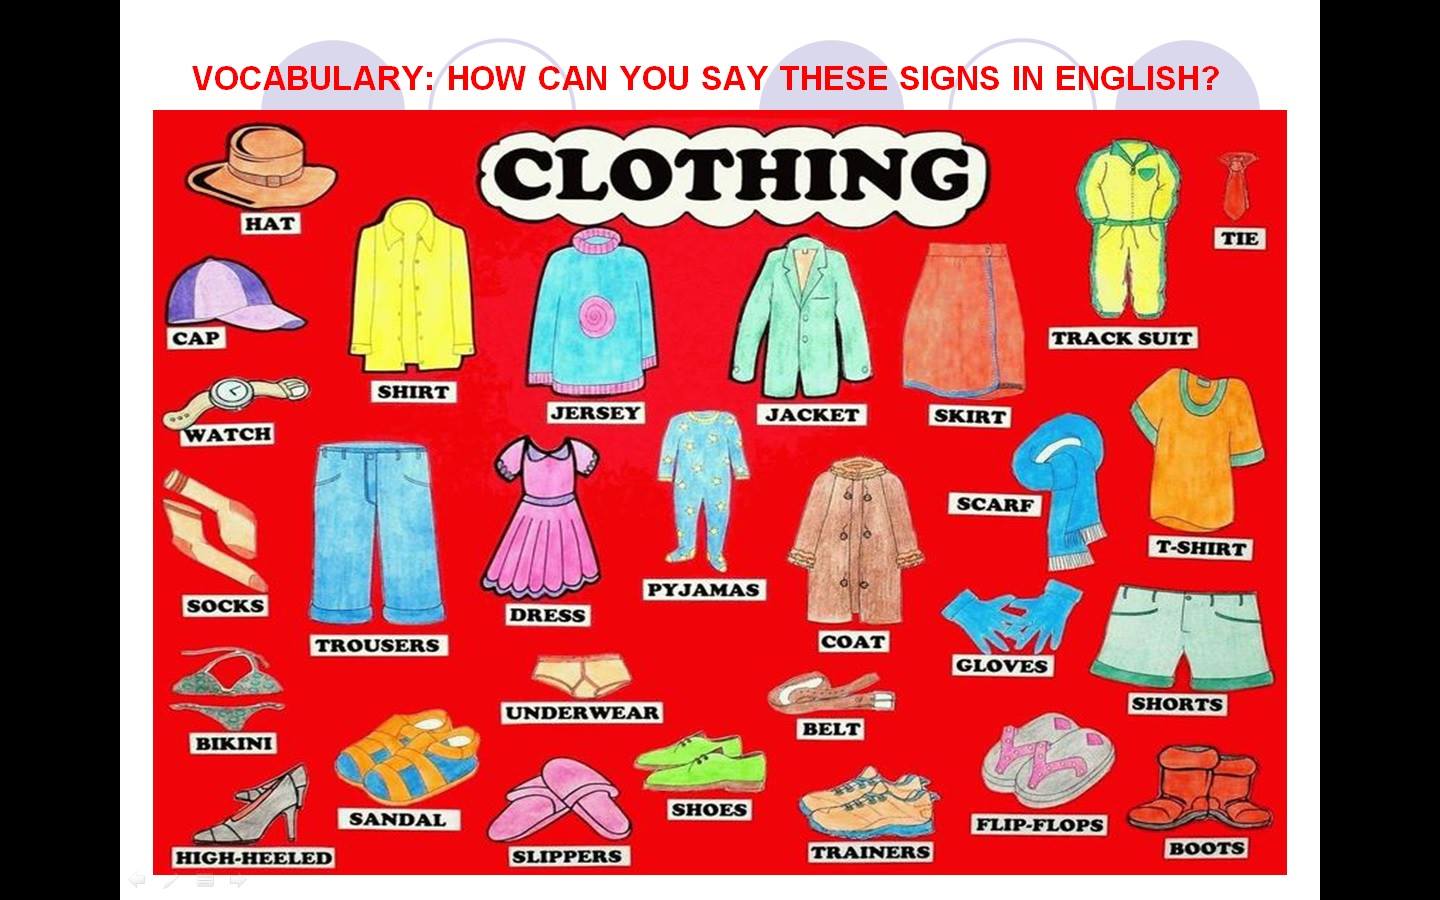 VOCABULARY: HOW CAN YOU SAY THESE SIGNS IN ENGLISH?
CLOTHING
HAT
TIE
CAP
TRACK SUIT
SHIRT
JERSEY
JACKET
SKIRT
WATCH
SCARF
T-SHIRT
PYJAMAS
SOCKS
DRESS
TROUSERS
COAT
GLOVES
SHORTS
UNDERWEAR
BELT
BIKINI
SHOES
SANDAL
FLIP-FLOPS
HIGH-HEELED
SLIPPERS
TRAINERS
BOOTS